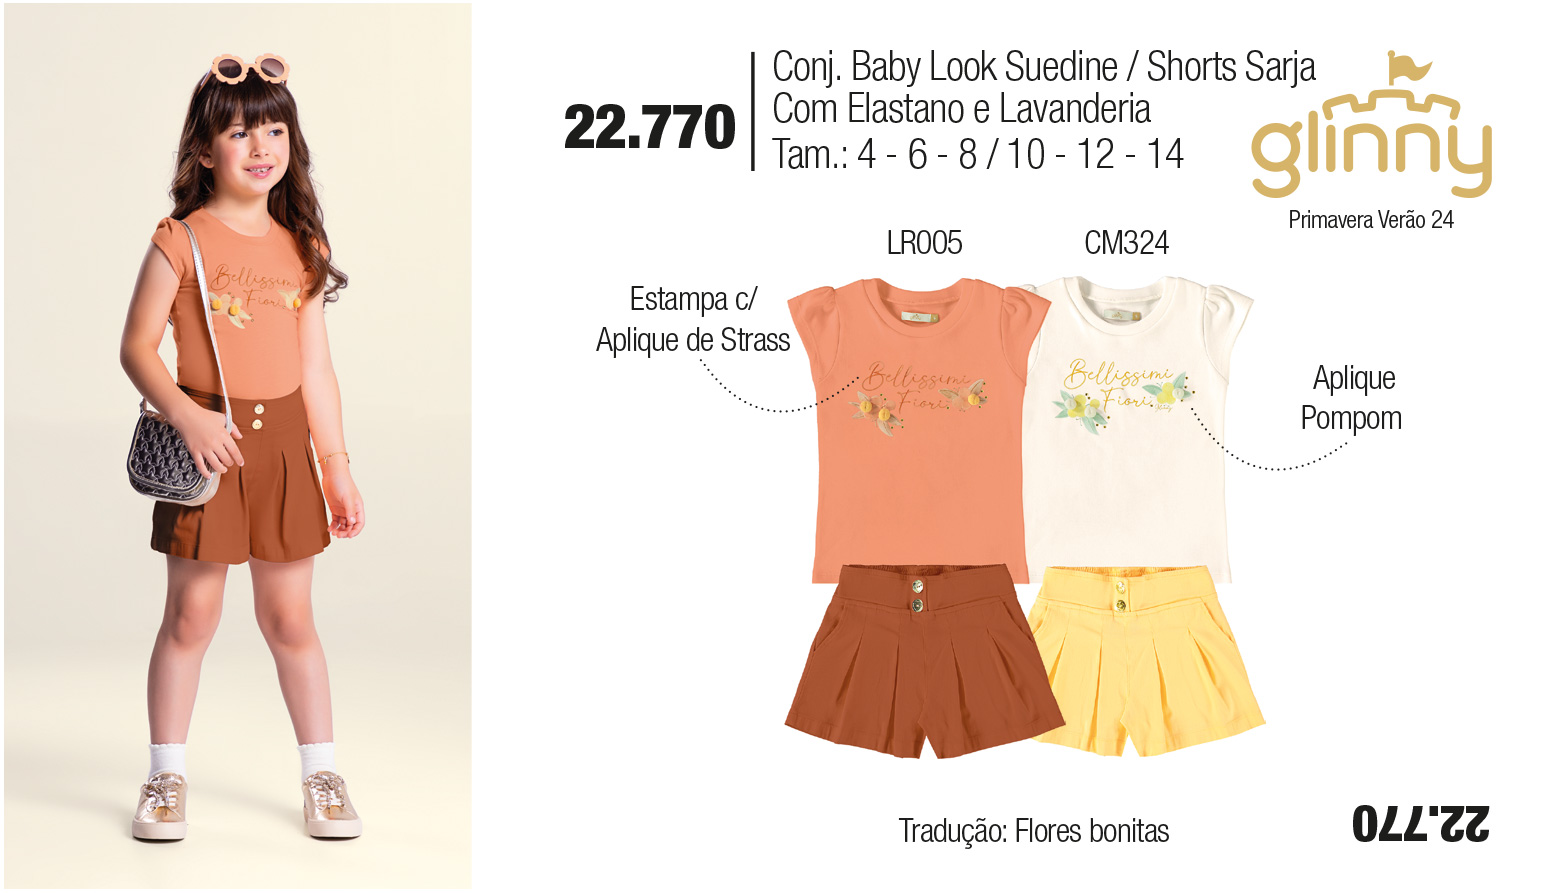 22.770
Conj. Baby Look Suedine / Shorts Sarja
Com Elastano e Lavanderia
Tam.: 4 - 6 - 8 / 10 - 12 - 14
glinny
Primavera Verão 24
LR005
CM324
Estampa c/
Aplique de Strass
Aplique
Pompom
Bellissimi
Fiori
Bellissimi
Fiori.
Bellissimi
Fiori.
Tradução: Flores bonitas
22.770